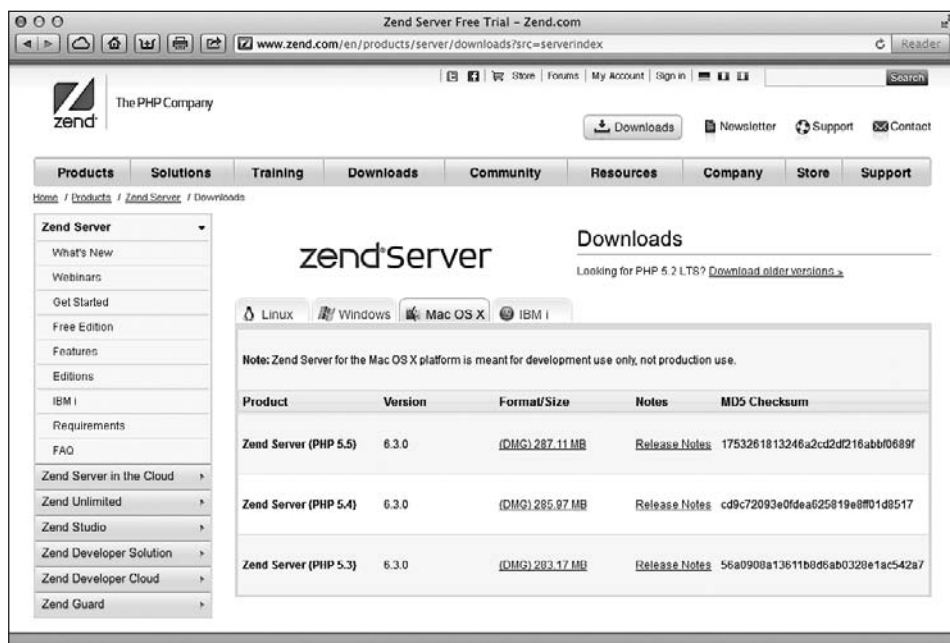 Zend Server Free Trial – Zend.com
www.zend.com/en/products/server/downloads?src=serverindex
Reader
Store | Forums | My Account | Sign in
Search
zend
The PHP Company
Downloads
Newsletter
Support
Contact
Products Solutions Training Downloads Community Resources Company Store Support
Home / Products / Zend Server / Downloads
Zend Server
What's New
Webinars
Get Started
Free Edition
Features
Editions
IBM i
Requirements
FAQ
Zend Server in the Cloud
Zend Unlimited
Zend Studio
Zend Developer Solution
Zend Developer Cloud
Zend Guard
zend server
Downloads
Looking for PHP 5.2 LTS? Download older versions »
Linux Windows Mac OS X IBM i
Note: Zend Server for the Mac OS X platform is meant for development use only, not production use.
Product Version Format/Size Notes MD5 Checksum
Zend Server (PHP 5.5) 6.3.0 (DMG) 287.11 MB Release Notes 1753261813246a2cd2df216abbf0689f
Zend Server (PHP 5.4) 6.3.0 (DMG) 285.97 MB Release Notes cd9c72093e0fdea625819e8ff01d8517
Zend Server (PHP 5.3) 6.3.0 (DMG) 283.17 MB Release Notes 56a0908a13611b8d6ab0328e1ac542a7